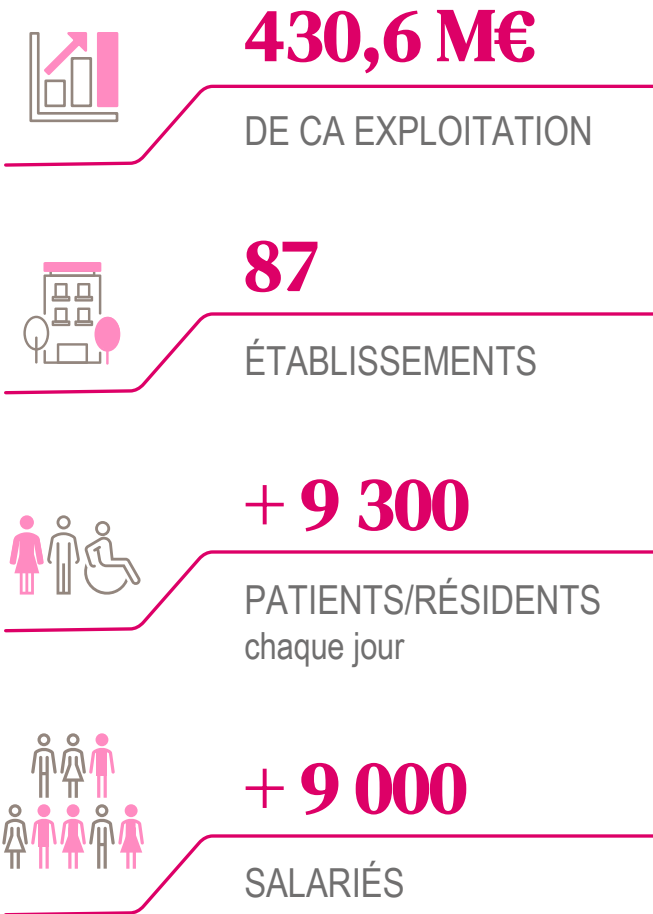 430,6 M€
DE CA EXPLOITATION
87
ÉTABLISSEMENTS
+ 9 300
PATIENTS/RÉSIDENTS
chaque jour
+ 9 000
SALARIÉS